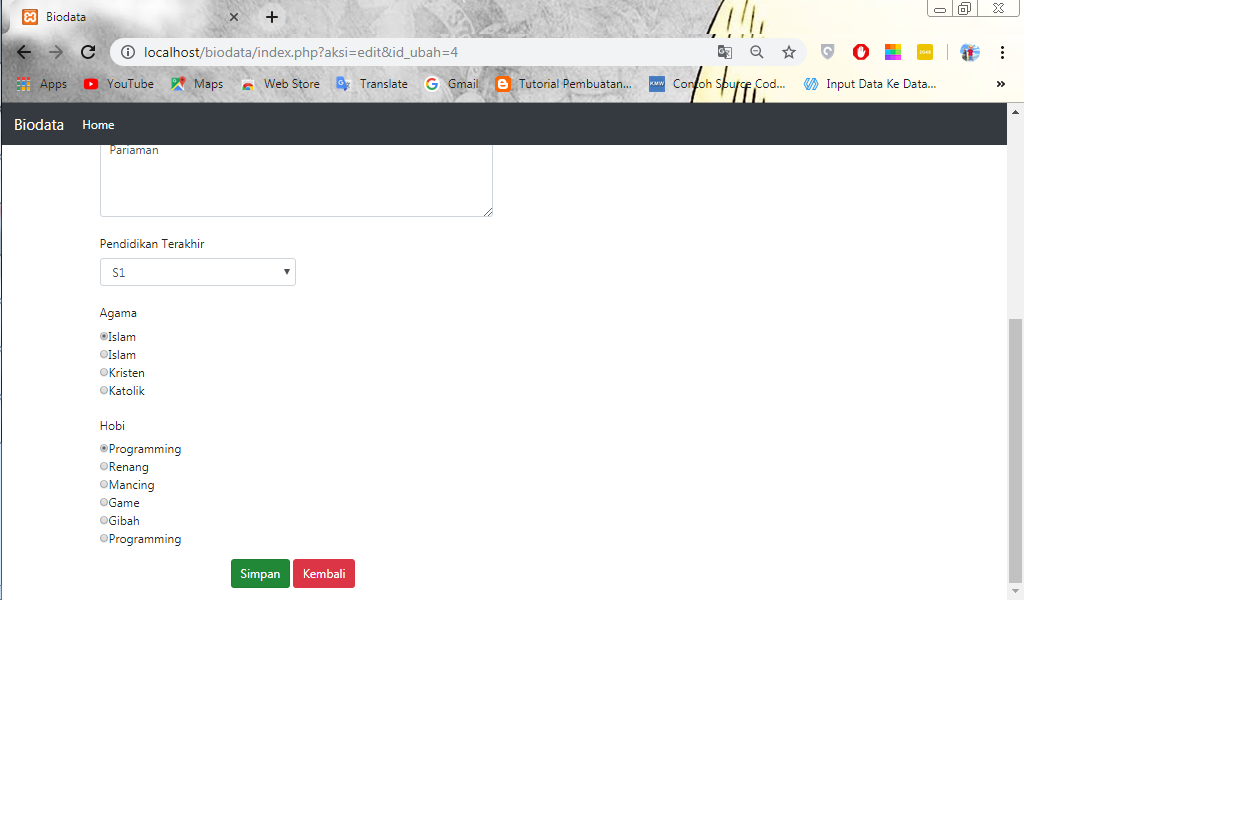 Biodata
localhost/biodata/index.php?aksi=edit&id_ubah=4
Apps YouTube Maps Web Store Translate Gmail Tutorial Pembuatan... Contoh Source Cod... Input Data Ke Data... »
Biodata Home
Pariaman
Pendidikan Terakhir
S1
Agama
Islam
Islam
Kristen
Katolik
Hobi
Programming
Renang
Mancing
Game
Gibah
Programming
Simpan Kembali